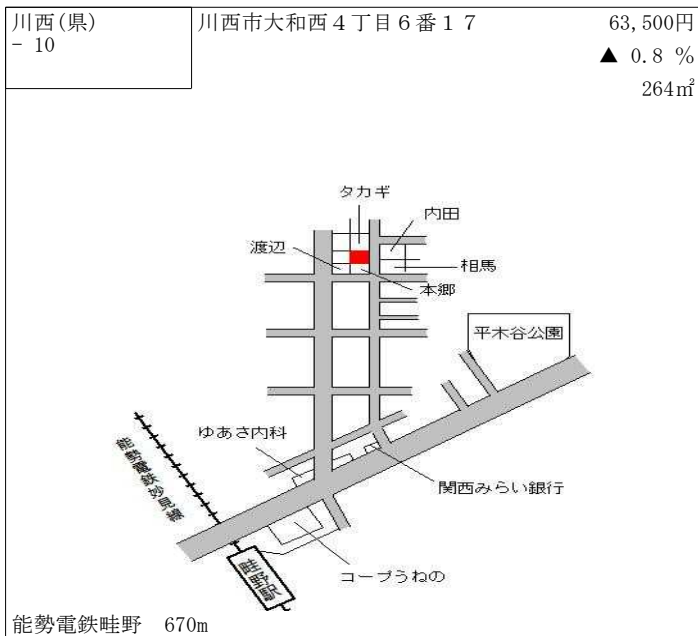 川西(県)
- 10
川西市大和西４丁目６番１７
63,500円
▲ 0.8 %
264㎡
タカギ
内田
渡辺
相馬
本郷
平木谷公園
ゆあさ内科
能勢電鉄妙見線
関西みらい銀行
コープうねの
畦野駅
能勢電鉄畦野　670m